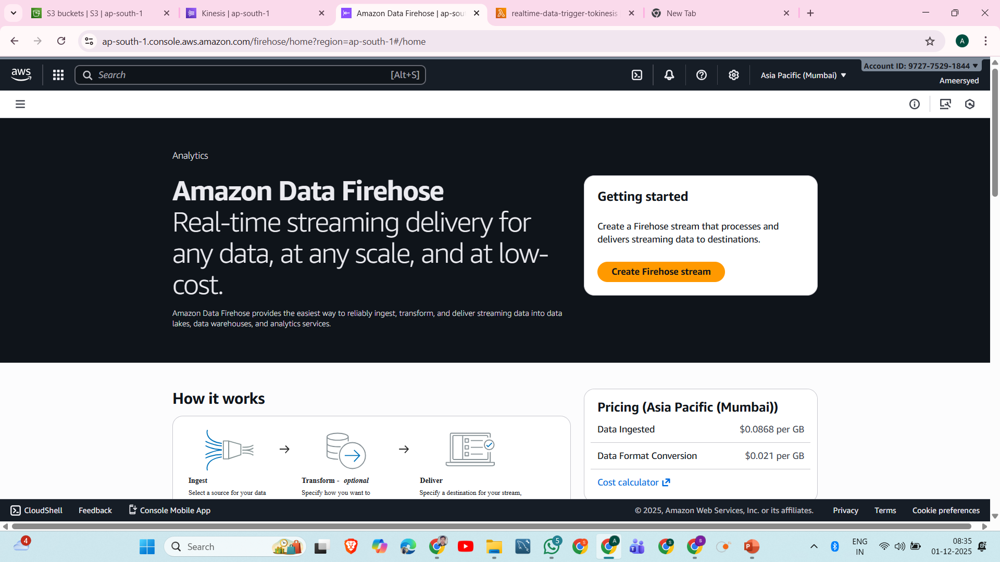 S3 buckets | S3 | ap-south-1
Kinesis | ap-south-1
Amazon Data Firehose | ap-sou
realtime-data-trigger-tokinesis
New Tab
ap-south-1.console.aws.amazon.com/firehose/home?region=ap-south-1#/home
A
aws
Search
[Alt+S]
Asia Pacific (Mumbai)
Account ID: 9727-7529-1844
Ameersyed
Analytics
Amazon Data Firehose
Real-time streaming delivery for
any data, at any scale, and at low-
cost.
Amazon Data Firehose provides the easiest way to reliably ingest, transform, and deliver streaming data into data
lakes, data warehouses, and analytics services.
Getting started
Create a Firehose stream that processes and
delivers streaming data to destinations.
Create Firehose stream
How it works
Ingest
Select a source for your data
Transform - optional
Specify how you want to
Deliver
Specify a destination for your stream,
Pricing (Asia Pacific (Mumbai))
Data Ingested
$0.0868 per GB
Data Format Conversion
$0.021 per GB
Cost calculator
CloudShell
Feedback
Console Mobile App
© 2025, Amazon Web Services, Inc. or its affiliates.
Privacy
Terms
Cookie preferences
4
Search
5
S
A
T
S
S
P
ENG
IN
08:35
01-12-2025